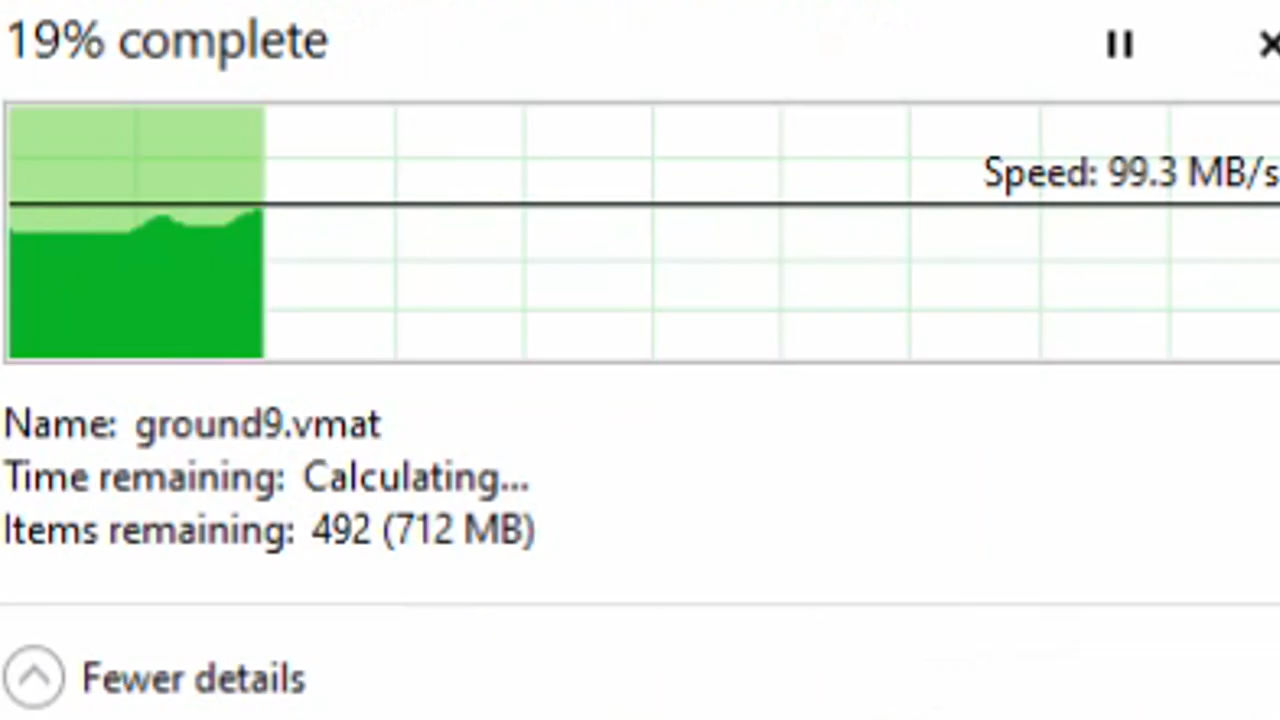 19% complete
Speed: 99.3 MB/s
Name: ground9.vmat
Time remaining: Calculating...
Items remaining: 492 (712 MB)
Fewer details